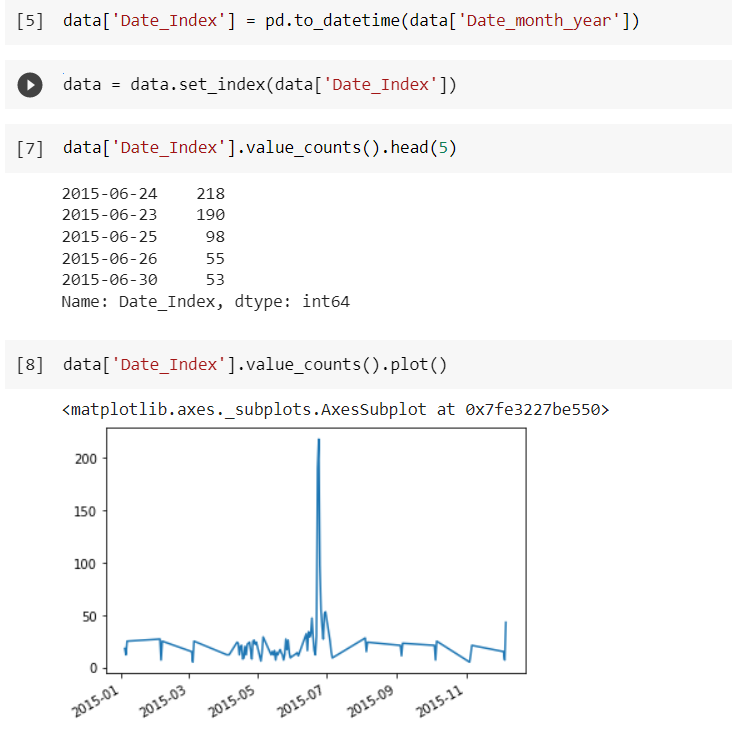 [5] data['Date_Index'] = pd.to_datetime(data['Date_month_year'])
data = data.set_index(data['Date_Index'])
[7] data['Date_Index'].value_counts().head(5)
2015-06-24    218
2015-06-23    190
2015-06-25     98
2015-06-26     55
2015-06-30     53
Name: Date_Index, dtype: int64
[8] data['Date_Index'].value_counts().plot()
<matplotlib.axes._subplots.AxesSubplot at 0x7fe3227be550>
200
150
100
50
0
2015-01 2015-03 2015-05 2015-07 2015-09 2015-11